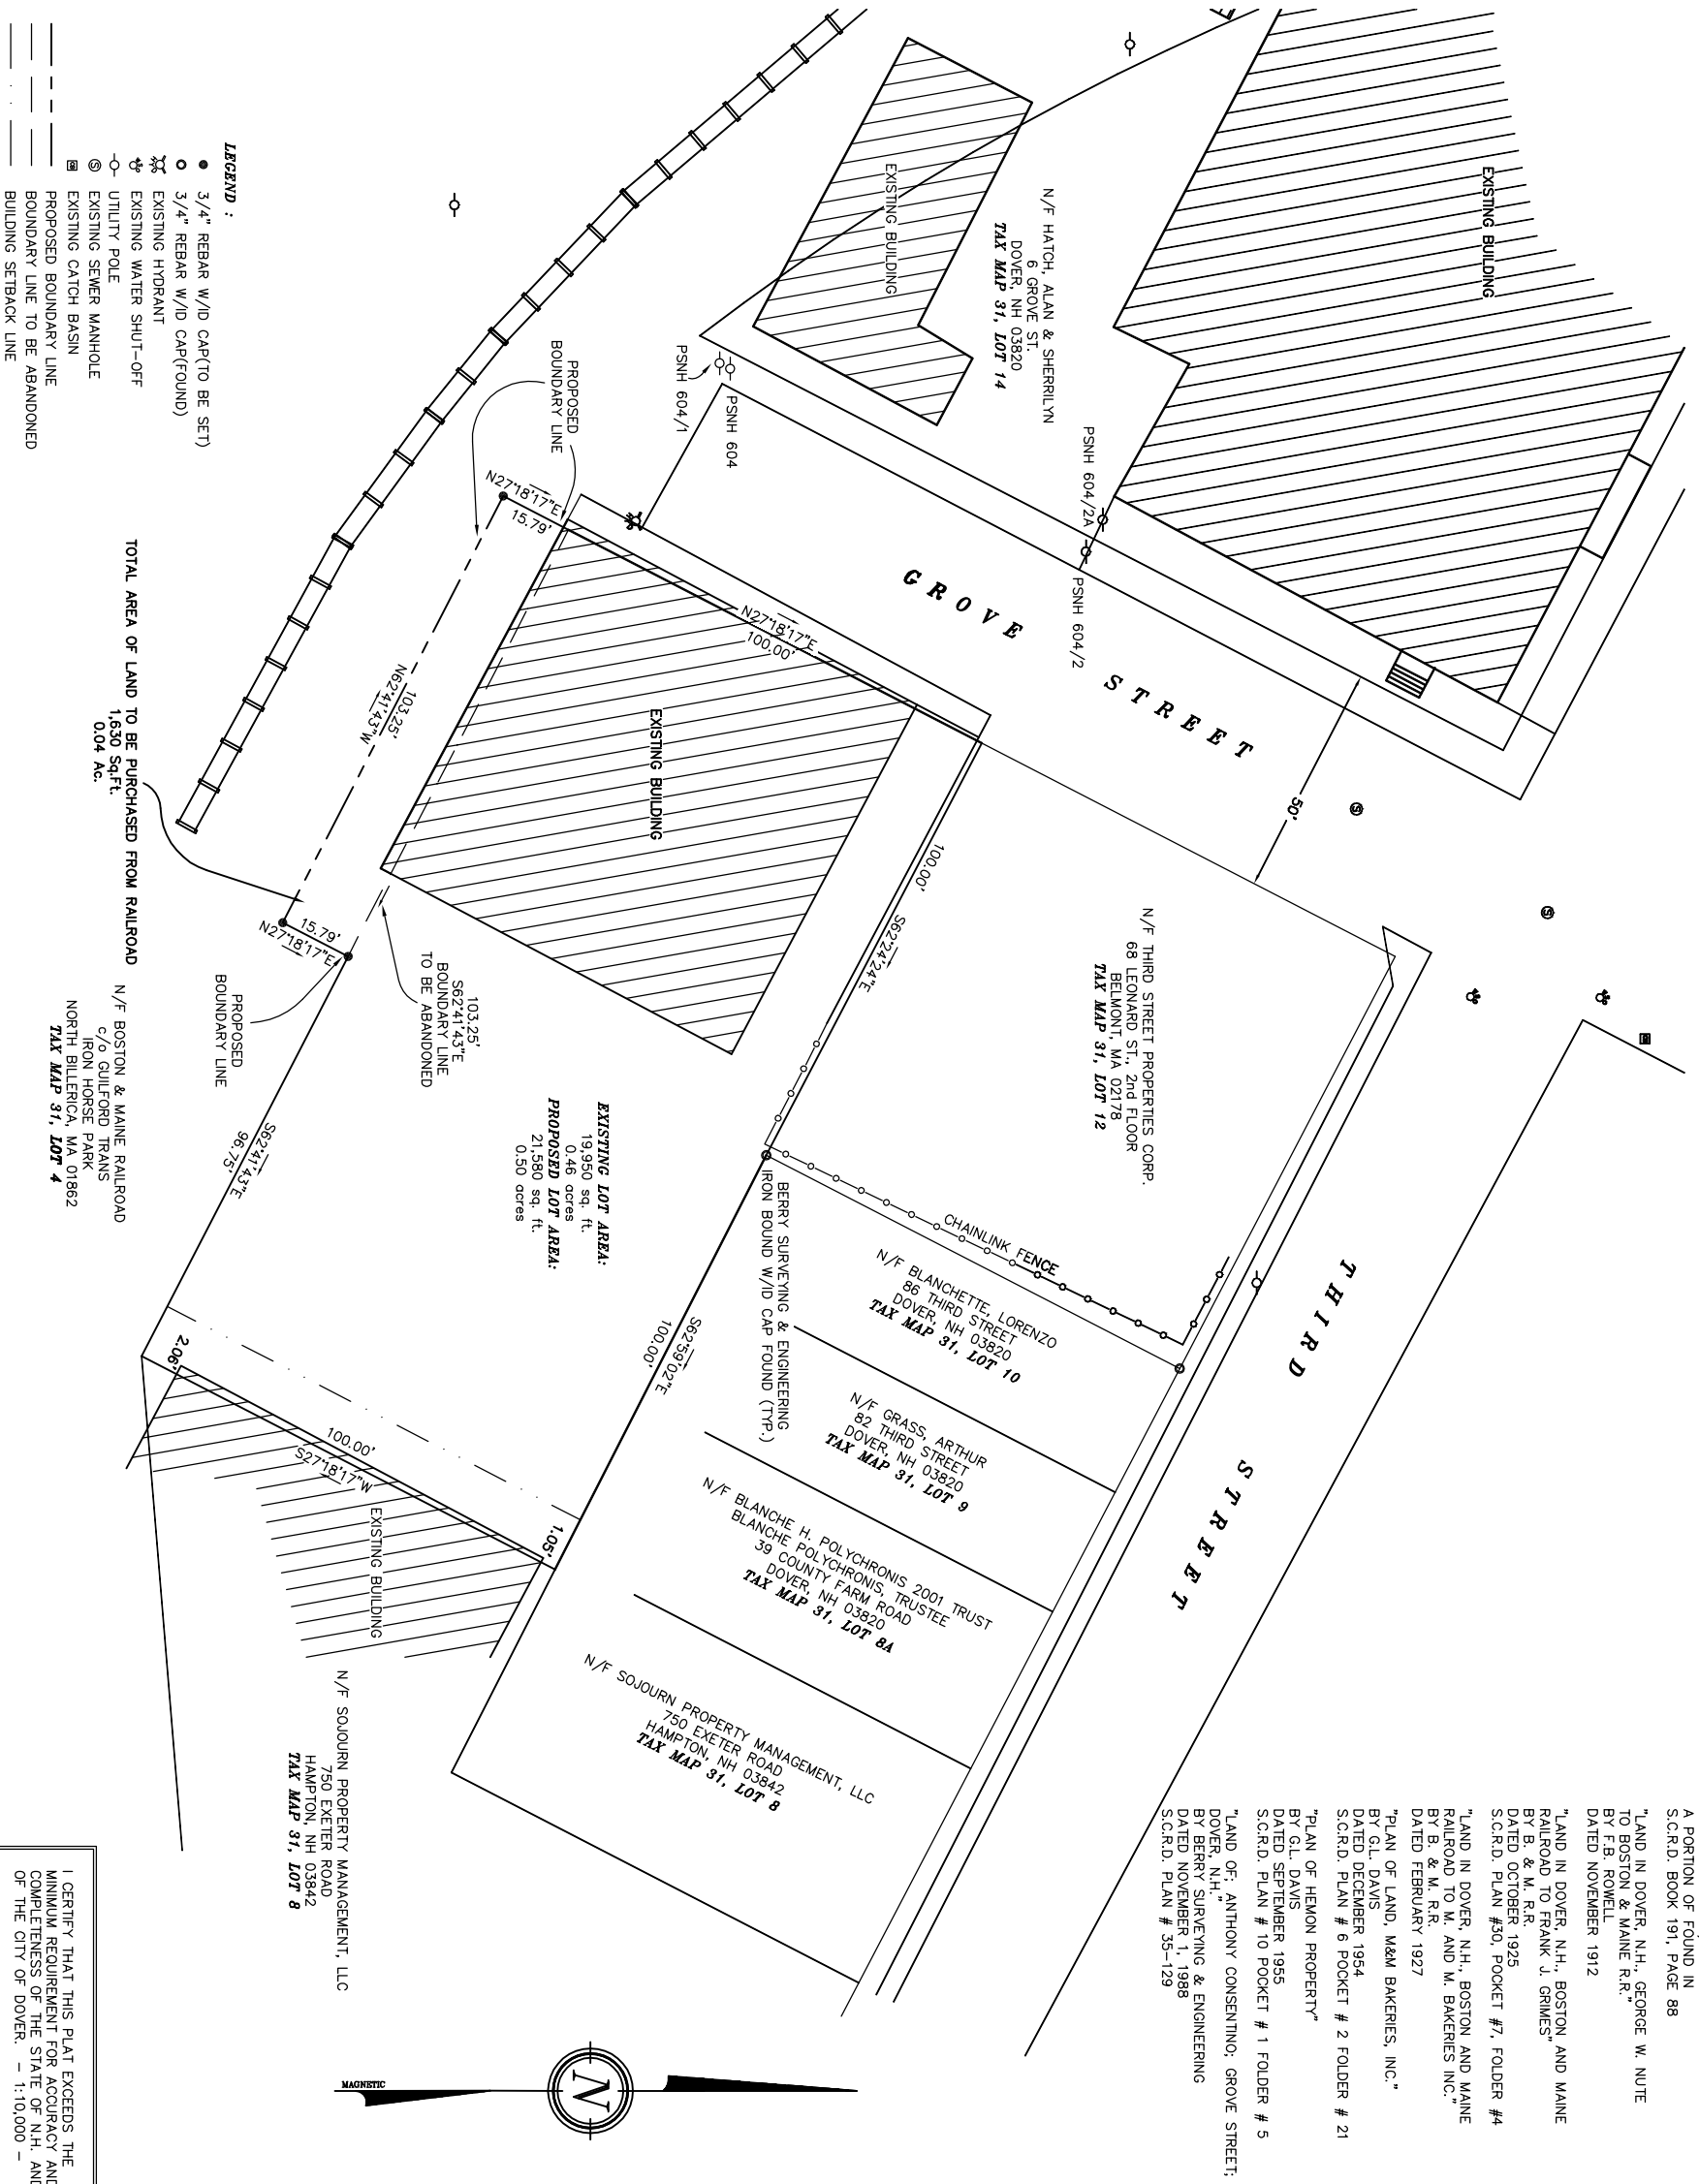 A PORTION OF FOUND IN
S.C.R.D. BOOK 191, PAGE 88
"LAND IN DOVER, N.H., GEORGE W. NUTE
TO BOSTON & MAINE R.R."
BY F.B. ROWELL
DATED NOVEMBER 1912
"LAND IN DOVER, N.H., BOSTON AND MAINE
RAILROAD TO FRANK J. GRIMES"
BY B. & M. R.R.
DATED OCTOBER 1925
S.C.R.D. PLAN #30, POCKET #7, FOLDER #4
"LAND IN DOVER, N.H., BOSTON AND MAINE
RAILROAD TO M. AND M. BAKERIES INC."
BY B. & M. R.R.
DATED FEBRUARY 1927
"PLAN OF LAND, M&M BAKERIES, INC."
BY G.L. DAVIS
DATED DECEMBER 1954
S.C.R.D. PLAN # 6 POCKET # 2 FOLDER # 21
"PLAN OF HEMON PROPERTY"
BY G.L. DAVIS
DATED SEPTEMBER 1955
S.C.R.D. PLAN # 10 POCKET # 1 FOLDER # 5
"LAND OF; ANTHONY CONSENTINO; GROVE STREET;
DOVER, N.H."
BY BERRY SURVEYING & ENGINEERING
DATED NOVEMBER 1, 1988
S.C.R.D. PLAN # 35-129
EXISTING BUILDING
EXISTING BUILDING
N/F HATCH, ALAN & SHERRILYN
6 GROVE ST.
DOVER, NH 03820
TAX MAP 31, LOT 14
PSNH 604/1
PSNH 604
PSNH 604/2A
PSNH 604/2
GROVE STREET
50'
THIRD STREET
N/F THIRD STREET PROPERTIES CORP.
68 LEONARD ST., 2nd FLOOR
BELMONT, MA 02178
TAX MAP 31, LOT 12
CHAINLINK FENCE
N/F BLANCHETTE, LORENZO
86 THIRD STREET
DOVER, NH 03820
TAX MAP 31, LOT 10
N/F GRASS, ARTHUR
82 THIRD STREET
DOVER, NH 03820
TAX MAP 31, LOT 9
N/F BLANCHE H. POLYCHRONIS 2001 TRUST
BLANCHE POLYCHRONIS, TRUSTEE
39 COUNTY FARM ROAD
DOVER, NH 03820
TAX MAP 31, LOT 8A
N/F SOJOURN PROPERTY MANAGEMENT, LLC
750 EXETER ROAD
HAMPTON, NH 03842
TAX MAP 31, LOT 8
BERRY SURVEYING & ENGINEERING
IRON BOUND W/ID CAP FOUND (TYP.)
PROPOSED
BOUNDARY LINE
N27°18'17"E
15.79'
N27°18'17"E
100.00'
EXISTING BUILDING
100.00'
S62°24'24"E
S62°59'02"E
100.00'
103.25'
N62°41'43"W
103.25'
S62°41'43"E
BOUNDARY LINE
TO BE ABANDONED
15.79'
N27°18'17"E
PROPOSED
BOUNDARY LINE
S62°41'43"E
96.75'
EXISTING LOT AREA:
19,950 sq. ft.
0.46 acres
PROPOSED LOT AREA:
21,580 sq. ft.
0.50 acres
2.06'
100.00'
S27°18'17"W
1.05'
EXISTING BUILDING
N/F SOJOURN PROPERTY MANAGEMENT, LLC
750 EXETER ROAD
HAMPTON, NH 03842
TAX MAP 31, LOT 8
TOTAL AREA OF LAND TO BE PURCHASED FROM RAILROAD
1,630 Sq.Ft.
0.04 Ac.
N/F BOSTON & MAINE RAILROAD
c/o GUILFORD TRANS
IRON HORSE PARK
NORTH BILLERICA, MA 01862
TAX MAP 31, LOT 4
LEGEND :
3/4" REBAR W/ID CAP(TO BE SET)
3/4" REBAR W/ID CAP(FOUND)
EXISTING HYDRANT
EXISTING WATER SHUT-OFF
UTILITY POLE
S EXISTING SEWER MANHOLE
CB EXISTING CATCH BASIN
PROPOSED BOUNDARY LINE
BOUNDARY LINE TO BE ABANDONED
BUILDING SETBACK LINE
MAGNETIC
N
I CERTIFY THAT THIS PLAT EXCEEDS THE
MINIMUM REQUIREMENT FOR ACCURACY AND
COMPLETENESS OF THE STATE OF N.H. AND
OF THE CITY OF DOVER. - 1:10,000 -